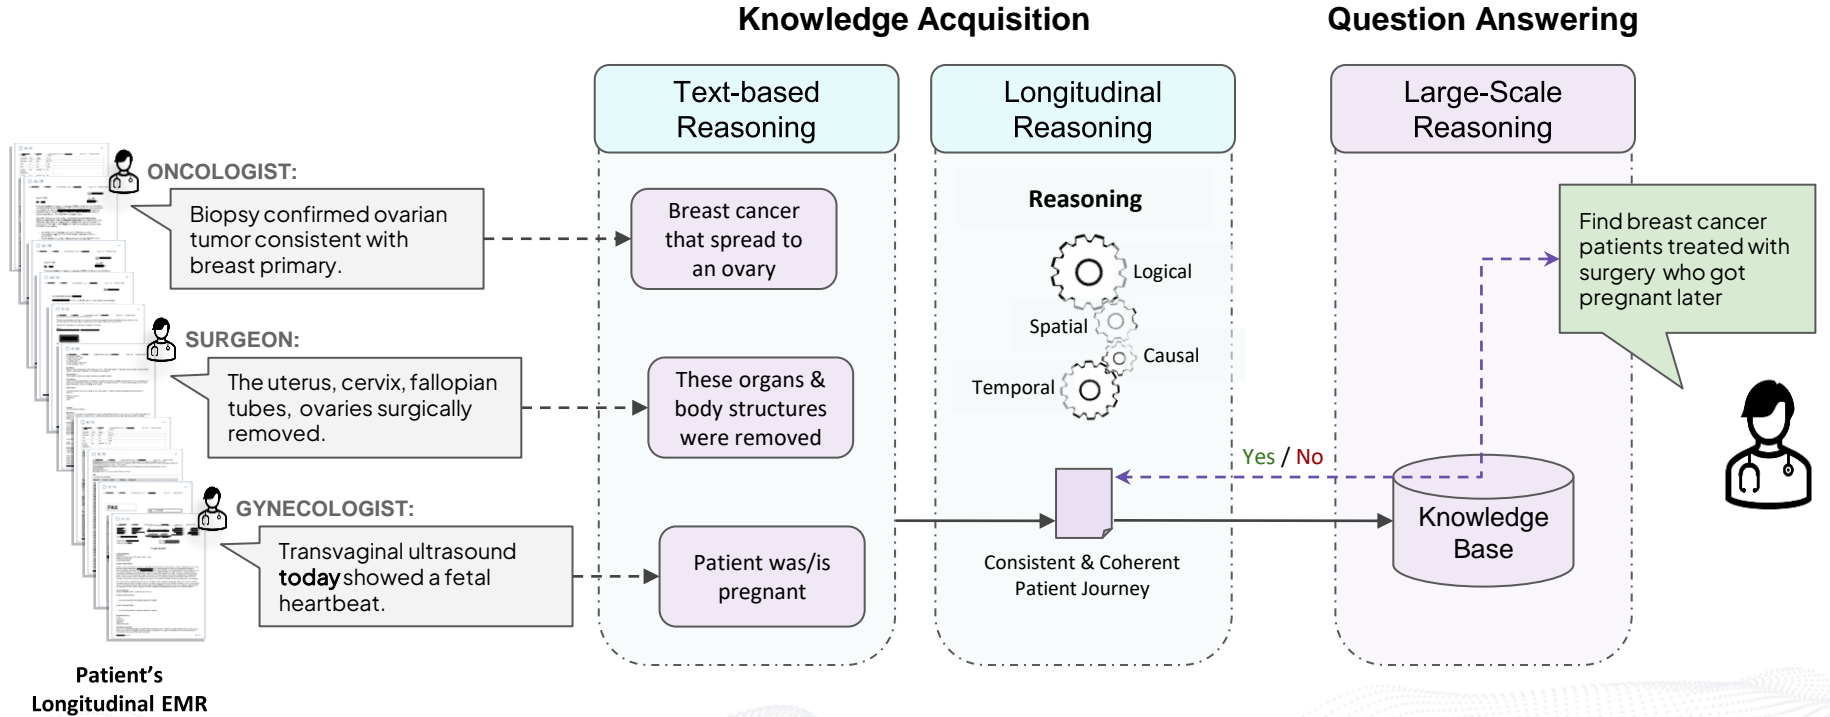 Knowledge Acquisition
Question Answering
Text-based
Reasoning
Longitudinal
Reasoning
Large-Scale
Reasoning
ONCOLOGIST:
Biopsy confirmed ovarian
tumor consistent with
breast primary.
Breast cancer
that spread to
an ovary
SURGEON:
The uterus, cervix, fallopian
tubes, ovaries surgically
removed.
These organs &
body structures
were removed
GYNECOLOGIST:
Transvaginal ultrasound
today showed a fetal
heartbeat.
Patient was/is
pregnant
Patient's
Longitudinal EMR
Reasoning
Logical
Spatial
Causal
Temporal
Consistent & Coherent
Patient Journey
Yes / No
Knowledge
Base
Find breast cancer
patients treated with
surgery who got
pregnant later
FAX